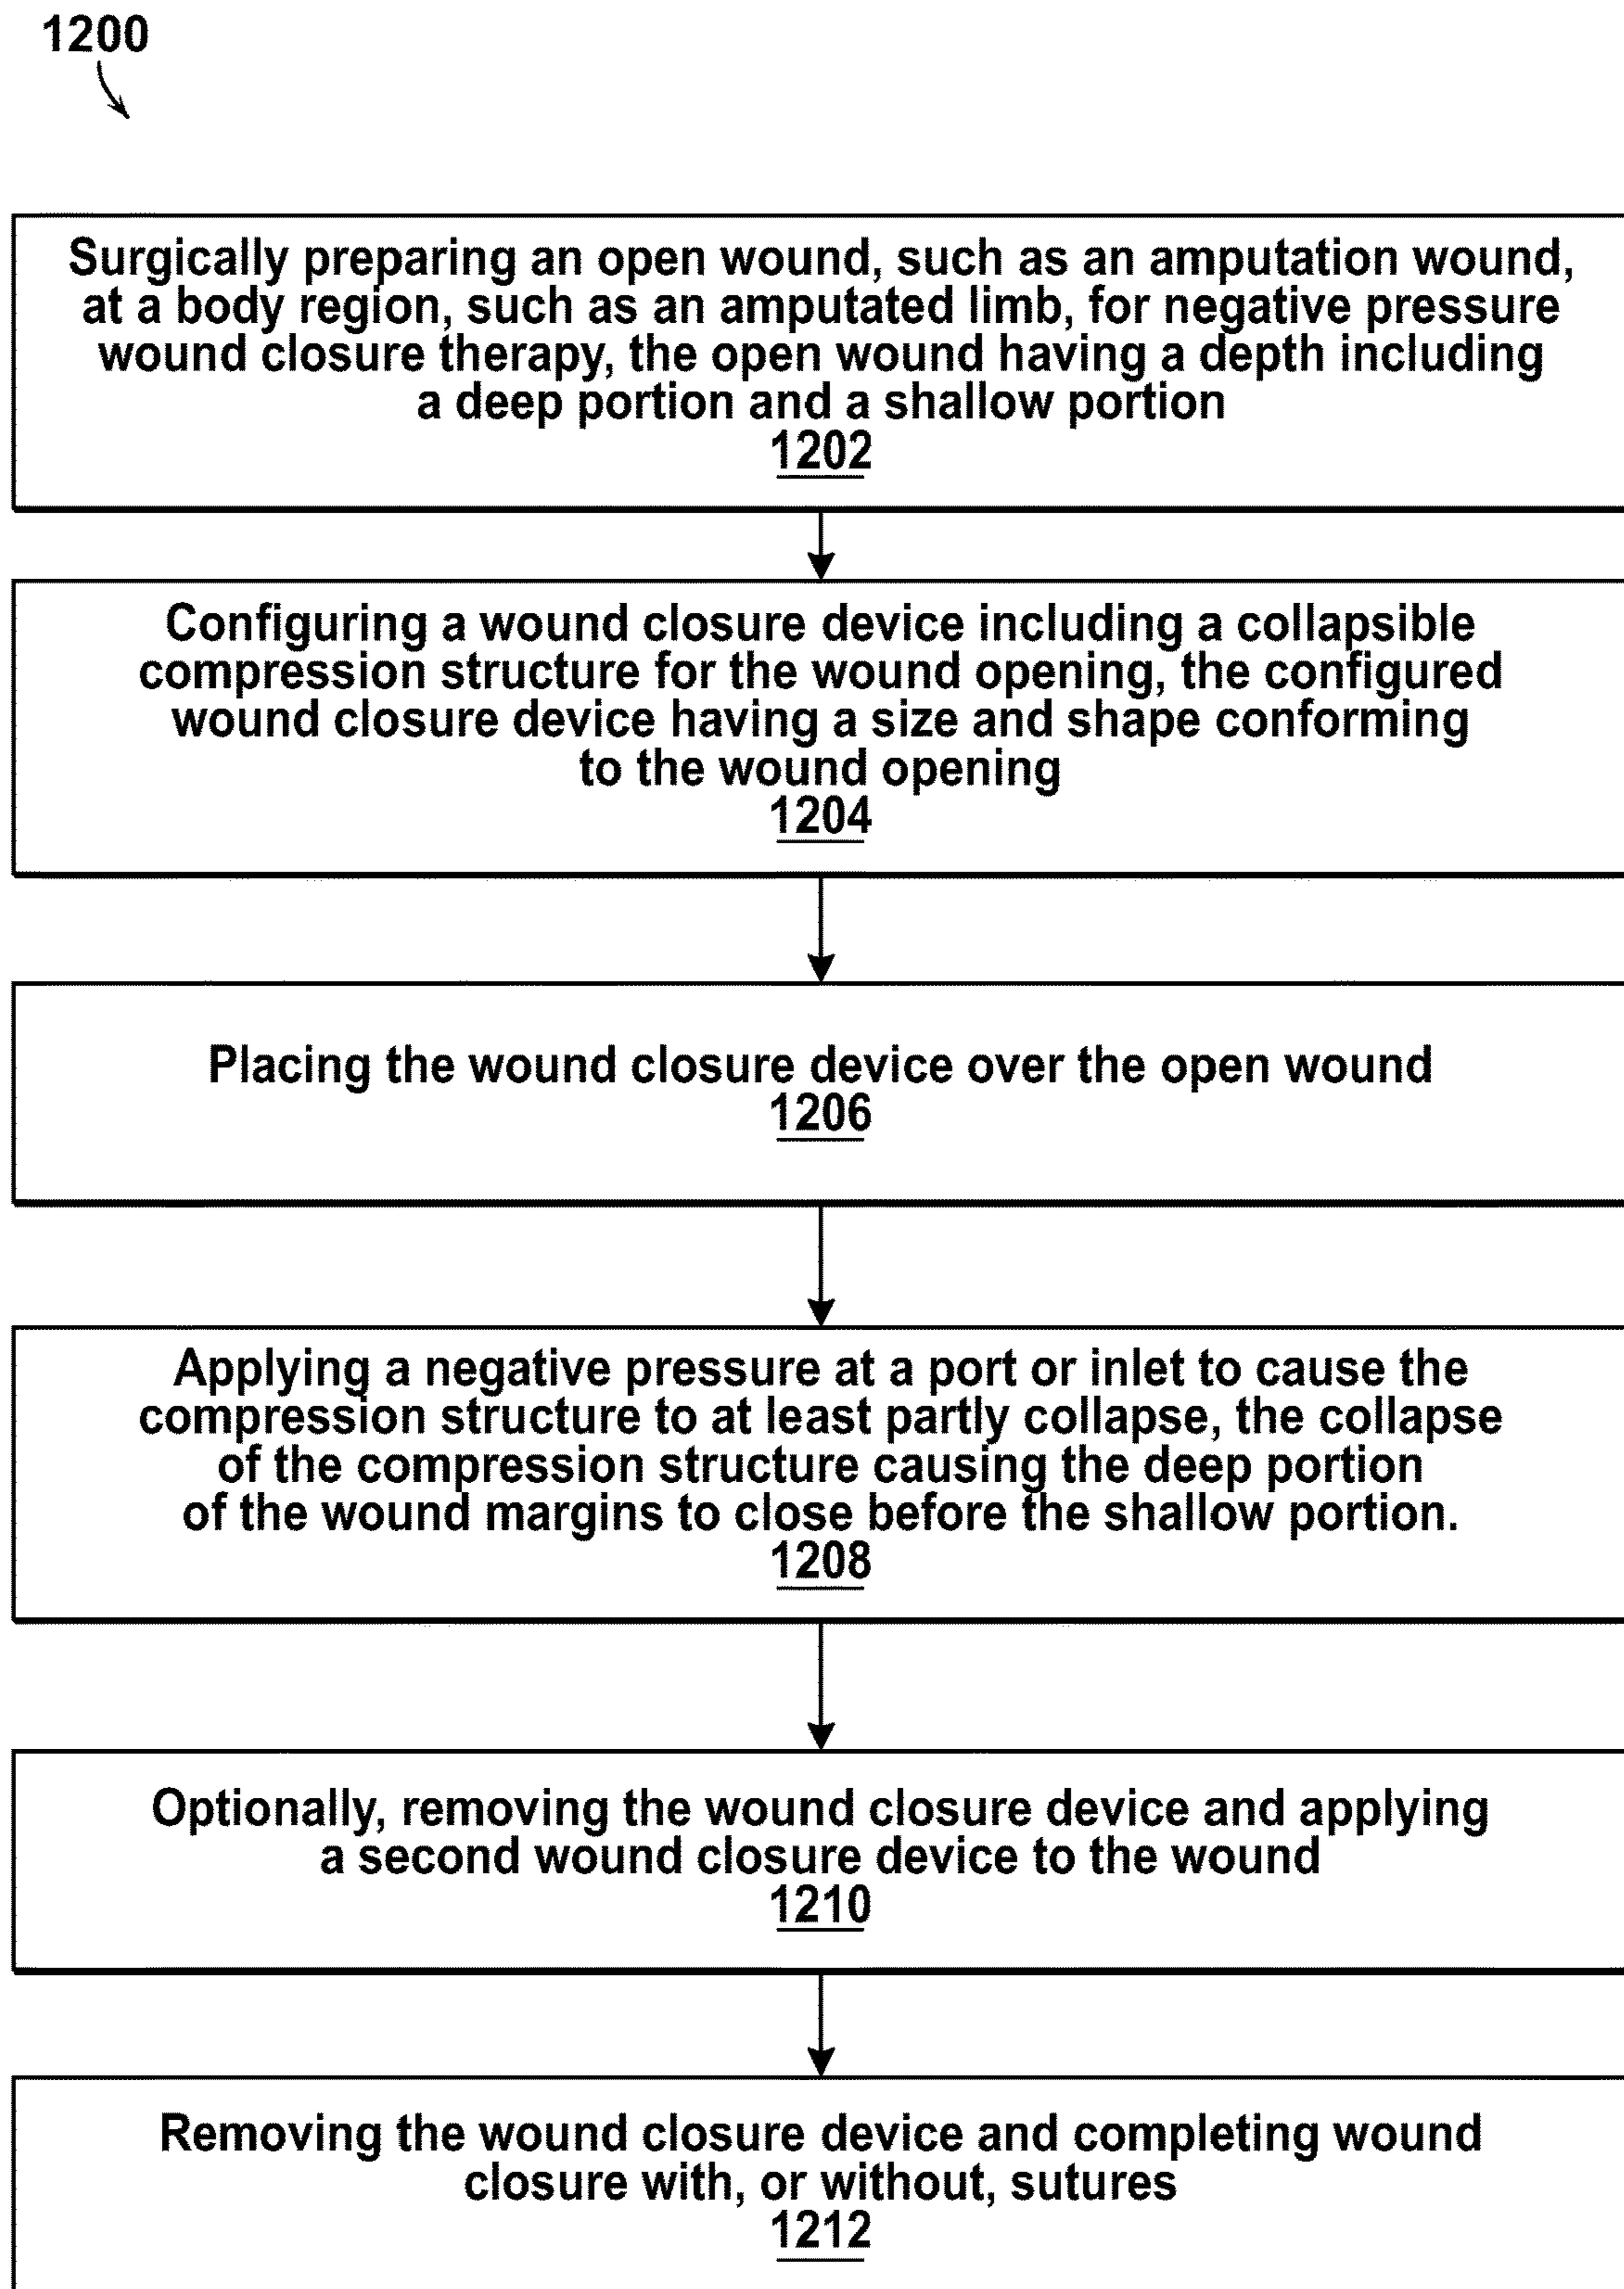 1200
Surgically preparing an open wound, such as an amputation wound,
at a body region, such as an amputated limb, for negative pressure
wound closure therapy, the open wound having a depth including
a deep portion and a shallow portion
1202
Configuring a wound closure device including a collapsible
compression structure for the wound opening, the configured
wound closure device having a size and shape conforming
to the wound opening
1204
Placing the wound closure device over the open wound
1206
Applying a negative pressure at a port or inlet to cause the
compression structure to at least partly collapse, the collapse
of the compression structure causing the deep portion
of the wound margins to close before the shallow portion.
1208
Optionally, removing the wound closure device and applying
a second wound closure device to the wound
1210
Removing the wound closure device and completing wound
closure with, or without, sutures
1212